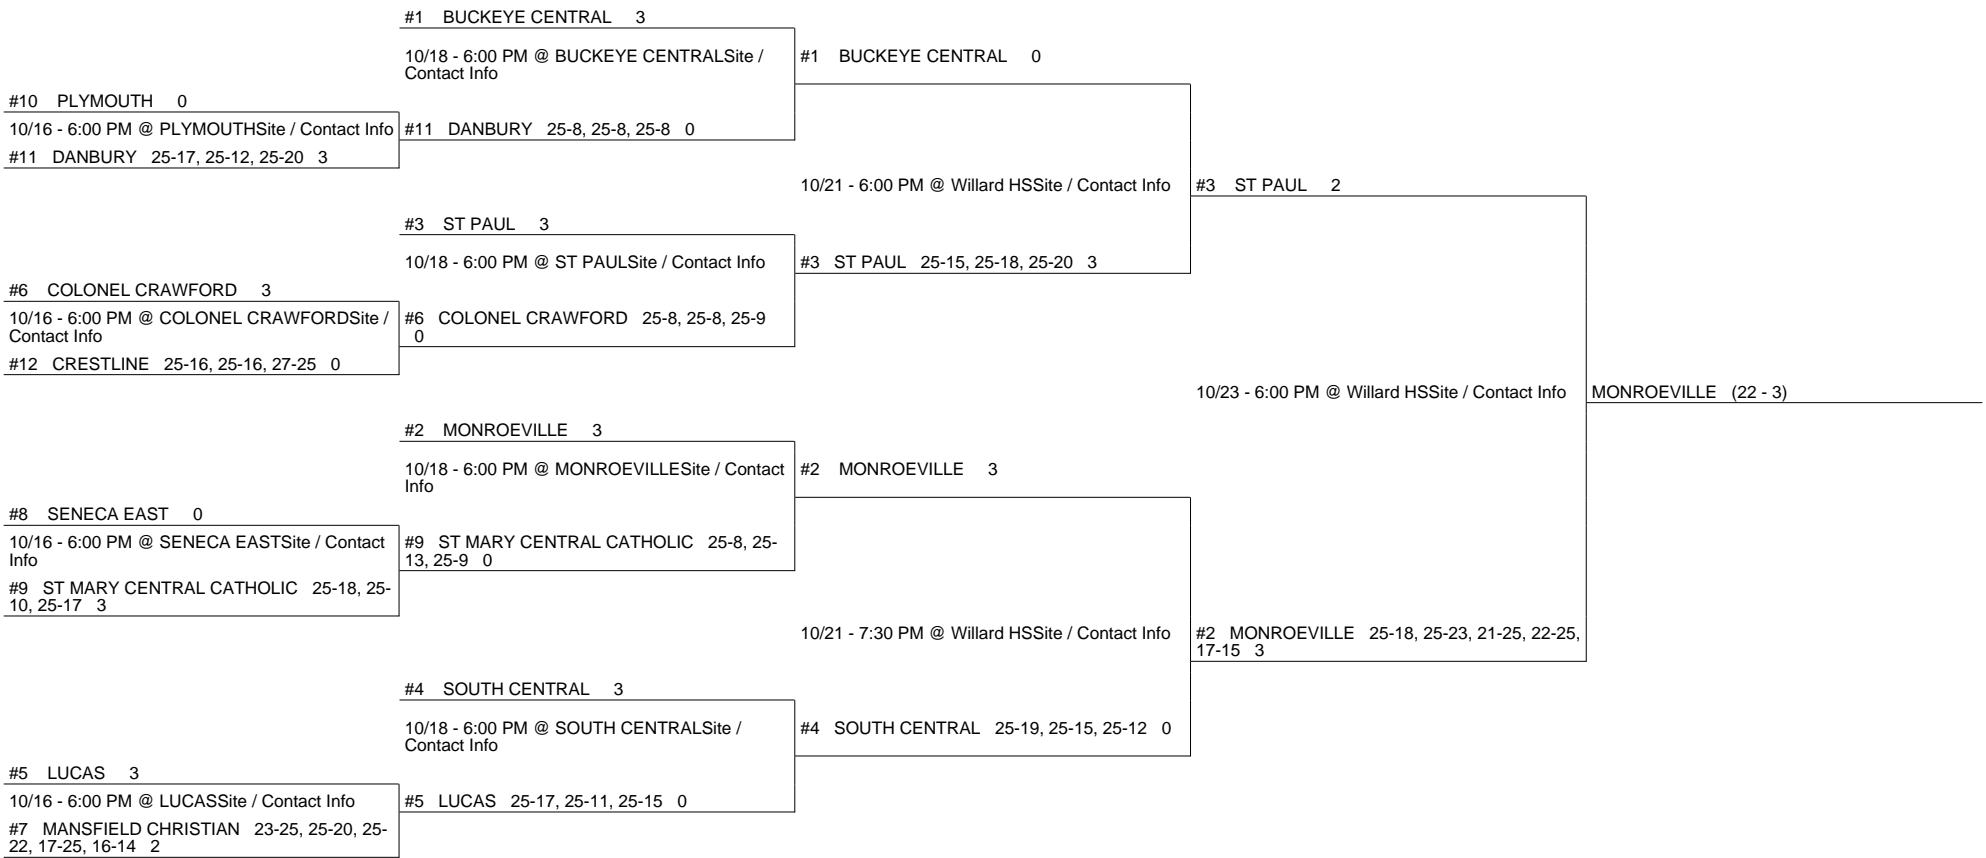 #1 BUCKEYE CENTRAL 3
10/18 - 6:00 PM @ BUCKEYE CENTRALSite /
Contact Info
#1 BUCKEYE CENTRAL 0
#10 PLYMOUTH 0
10/16 - 6:00 PM @ PLYMOUTHSite / Contact Info
#11 DANBURY 25-8, 25-8, 25-8 0
#11 DANBURY 25-17, 25-12, 25-20 3
10/21 - 6:00 PM @ Willard HSSite / Contact Info
#3 ST PAUL 2
#3 ST PAUL 3
10/18 - 6:00 PM @ ST PAULSite / Contact Info
#3 ST PAUL 25-15, 25-18, 25-20 3
#6 COLONEL CRAWFORD 3
10/16 - 6:00 PM @ COLONEL CRAWFORDSite /
Contact Info
#6 COLONEL CRAWFORD 25-8, 25-8, 25-9
0
#12 CRESTLINE 25-16, 25-16, 27-25 0
10/23 - 6:00 PM @ Willard HSSite / Contact Info
MONROEVILLE (22 - 3)
#2 MONROEVILLE 3
10/18 - 6:00 PM @ MONROEVILLESite / Contact
Info
#2 MONROEVILLE 3
#8 SENECA EAST 0
10/16 - 6:00 PM @ SENECA EASTSite / Contact
Info
#9 ST MARY CENTRAL CATHOLIC 25-8, 25-
13, 25-9 0
#9 ST MARY CENTRAL CATHOLIC 25-18, 25-
10, 25-17 3
10/21 - 7:30 PM @ Willard HSSite / Contact Info
#2 MONROEVILLE 25-18, 25-23, 21-25, 22-25,
17-15 3
#4 SOUTH CENTRAL 3
10/18 - 6:00 PM @ SOUTH CENTRALSite /
Contact Info
#4 SOUTH CENTRAL 25-19, 25-15, 25-12 0
#5 LUCAS 3
10/16 - 6:00 PM @ LUCASSite / Contact Info
#5 LUCAS 25-17, 25-11, 25-15 0
#7 MANSFIELD CHRISTIAN 23-25, 25-20, 25-
22, 17-25, 16-14 2